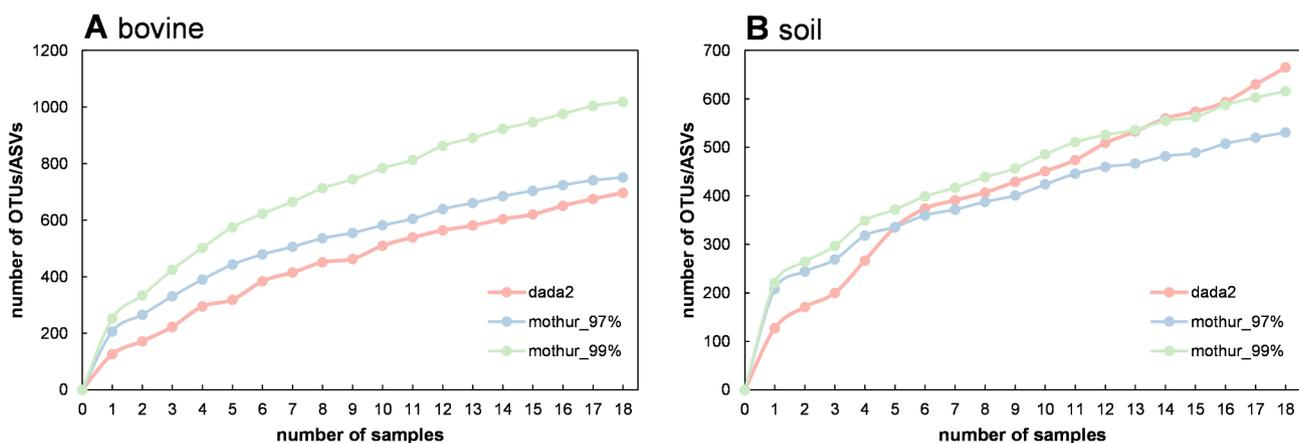 A bovine
1200
1000
800
600
400
200
0
number of OTUs/ASVs
0 1 2 3 4 5 6 7 8 9 10 11 12 13 14 15 16 17 18
number of samples
dada2
mothur_97%
mothur_99%
B soil
700
600
500
400
300
200
100
0
number of OTUs/ASVs
0 1 2 3 4 5 6 7 8 9 10 11 12 13 14 15 16 17 18
number of samples
dada2
mothur_97%
mothur_99%